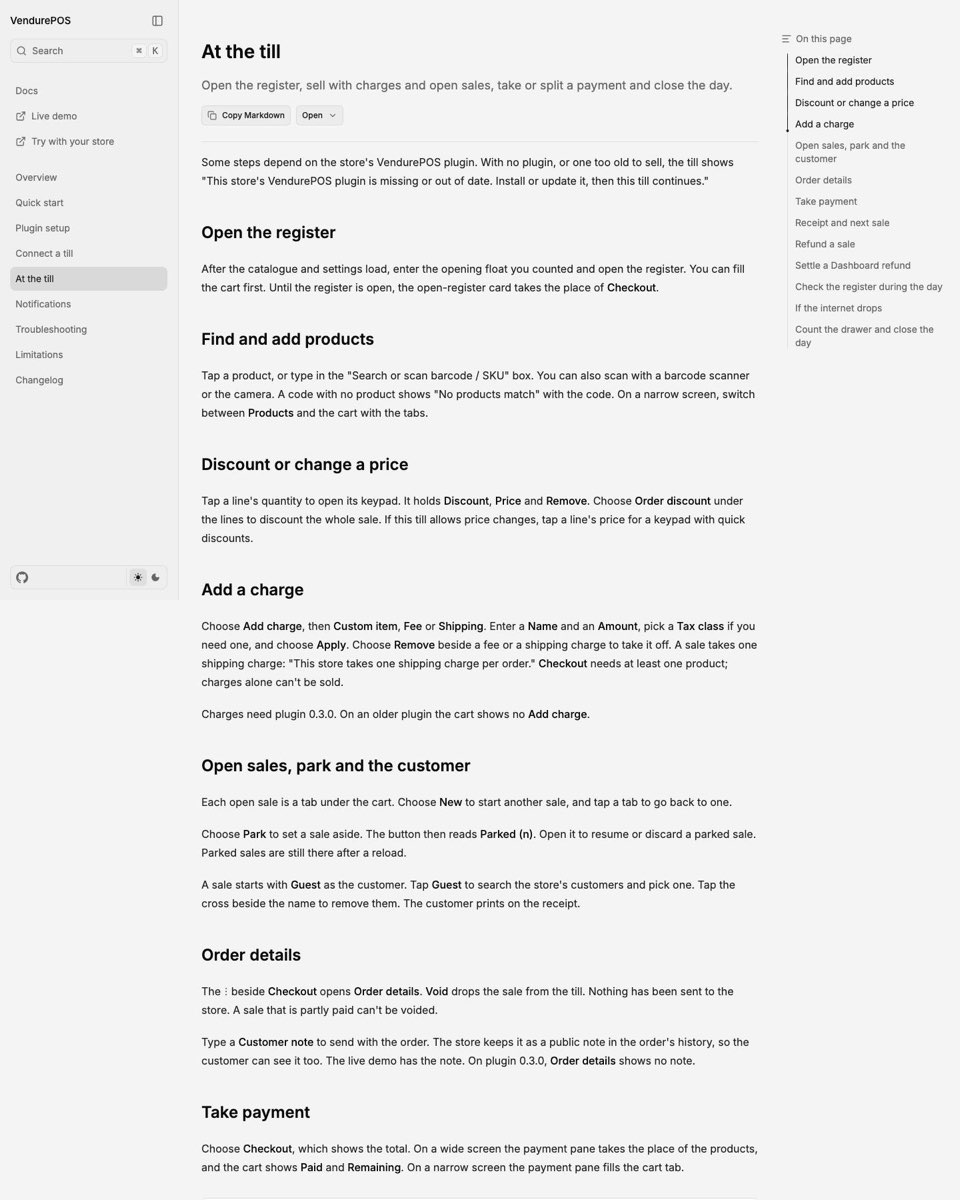 VendurePOS
Search
⌘ K
Docs
Live demo
Try with your store
Overview
Quick start
Plugin setup
Connect a till
At the till
Notifications
Troubleshooting
Limitations
Changelog
At the till
Open the register, sell with charges and open sales, take or split a payment and close the day.
Copy Markdown
Open
Some steps depend on the store's VendurePOS plugin. With no plugin, or one too old to sell, the till shows
"This store's VendurePOS plugin is missing or out of date. Install or update it, then this till continues."
Open the register
After the catalogue and settings load, enter the opening float you counted and open the register. You can fill
the cart first. Until the register is open, the open-register card takes the place of Checkout.
Find and add products
Tap a product, or type in the "Search or scan barcode / SKU" box. You can also scan with a barcode scanner
or the camera. A code with no product shows "No products match" with the code. On a narrow screen, switch
between Products and the cart with the tabs.
Discount or change a price
Tap a line's quantity to open its keypad. It holds Discount, Price and Remove. Choose Order discount under
the lines to discount the whole sale. If this till allows price changes, tap a line's price for a keypad with quick
discounts.
Add a charge
Choose Add charge, then Custom item, Fee or Shipping. Enter a Name and an Amount, pick a Tax class if you
need one, and choose Apply. Choose Remove beside a fee or a shipping charge to take it off. A sale takes one
shipping charge: "This store takes one shipping charge per order." Checkout needs at least one product;
charges alone can't be sold.
Charges need plugin 0.3.0. On an older plugin the cart shows no Add charge.
Open sales, park and the customer
Each open sale is a tab under the cart. Choose New to start another sale, and tap a tab to go back to one.
Choose Park to set a sale aside. The button then reads Parked (n). Open it to resume or discard a parked sale.
Parked sales are still there after a reload.
A sale starts with Guest as the customer. Tap Guest to search the store's customers and pick one. Tap the
cross beside the name to remove them. The customer prints on the receipt.
Order details
The ⋮ beside Checkout opens Order details. Void drops the sale from the till. Nothing has been sent to the
store. A sale that is partly paid can't be voided.
Type a Customer note to send with the order. The store keeps it as a public note in the order's history, so the
customer can see it too. The live demo has the note. On plugin 0.3.0, Order details shows no note.
Take payment
Choose Checkout, which shows the total. On a wide screen the payment pane takes the place of the products,
and the cart shows Paid and Remaining. On a narrow screen the payment pane fills the cart tab.
On this page
Open the register
Find and add products
Discount or change a price
Add a charge
Open sales, park and the
customer
Order details
Take payment
Receipt and next sale
Refund a sale
Settle a Dashboard refund
Check the register during the day
If the internet drops
Count the drawer and close the
day